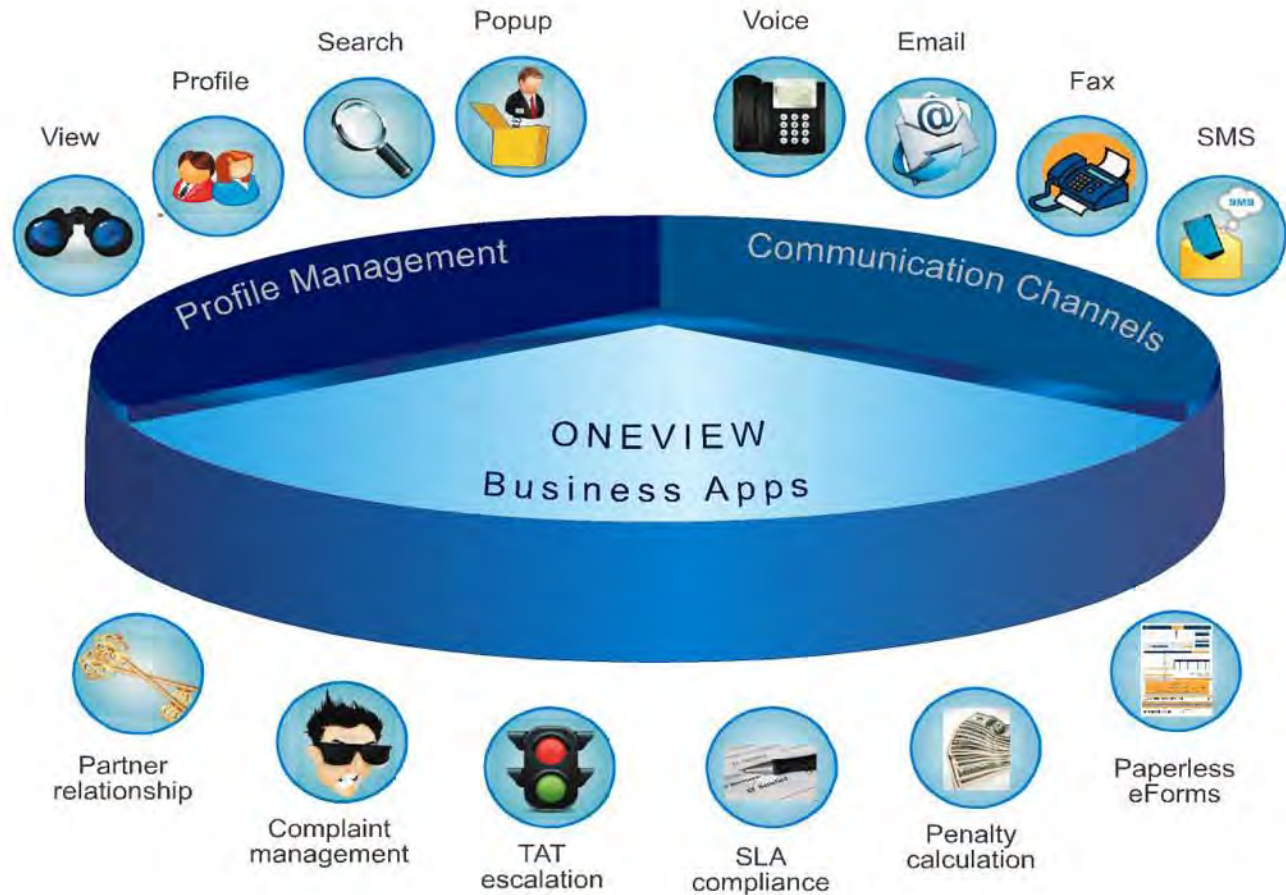 Popup
Voice
Search
Email
Profile
Fax
View
SMS
SMS
Profile Management
Communication Channels
ONEVIEW
Business Apps
Partner
relationship
Complaint
management
TAT
escalation
SLA
compliance
Penalty
calculation
Paperless
eForms